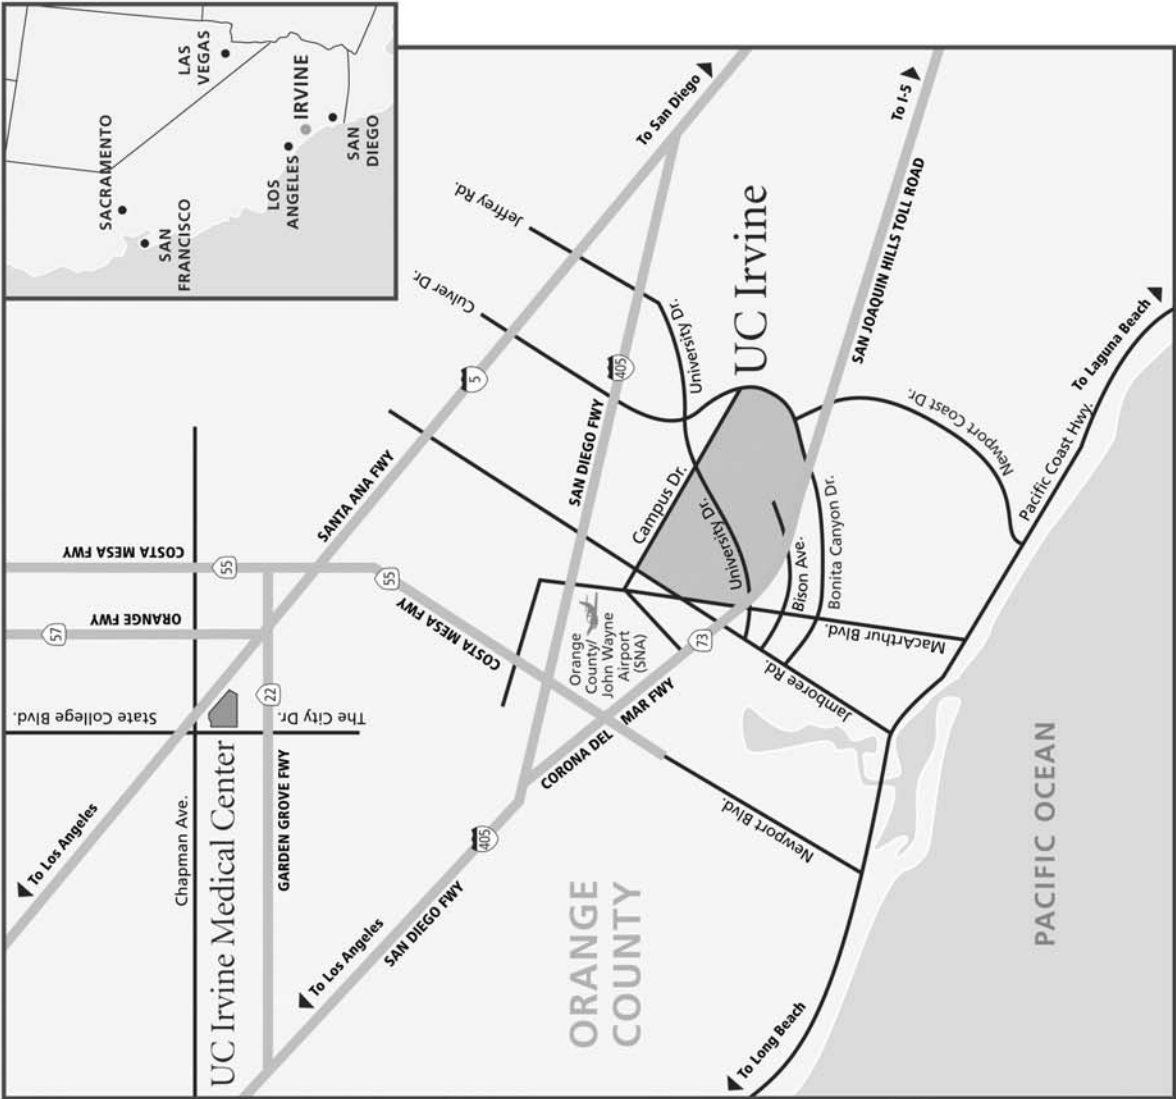 SACRAMENTO
SAN
FRANCISCO
LAS
VEGAS
LOS
ANGELES
IRVINE
SAN
DIEGO
To Los Angeles
Chapman Ave.
UC Irvine Medical Center
State College Blvd.
The City Dr.
57
ORANGE FWY
55
COSTA MESA FWY
22
GARDEN GROVE FWY
SANTA ANA FWY
5
55
COSTA MESA FWY
To Los Angeles
SAN DIEGO FWY
405
Culver Dr.
Jeffrey Rd.
To San Diego
SAN DIEGO FWY
405
University Dr.
Campus Dr.
University Dr.
UC Irvine
Orange
County/
John Wayne
Airport
(SNA)
CORONA DEL MAR FWY
73
Bison Ave.
Bonita Canyon Dr.
MacArthur Blvd.
Jamboree Rd.
Newport Blvd.
SAN JOAQUIN HILLS TOLL ROAD
To I-5
Newport Coast Dr.
Pacific Coast Hwy.
To Laguna Beach
ORANGE
COUNTY
To Long Beach
PACIFIC OCEAN